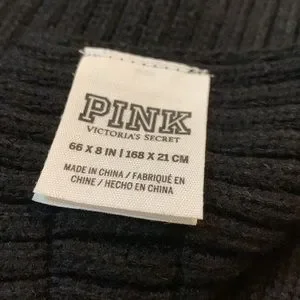 PINK
VICTORIA'S SECRET
66 X 8 IN | 168 X 21 CM
MADE IN CHINA / FABRIQUÉ EN
CHINE / HECHO EN CHINA